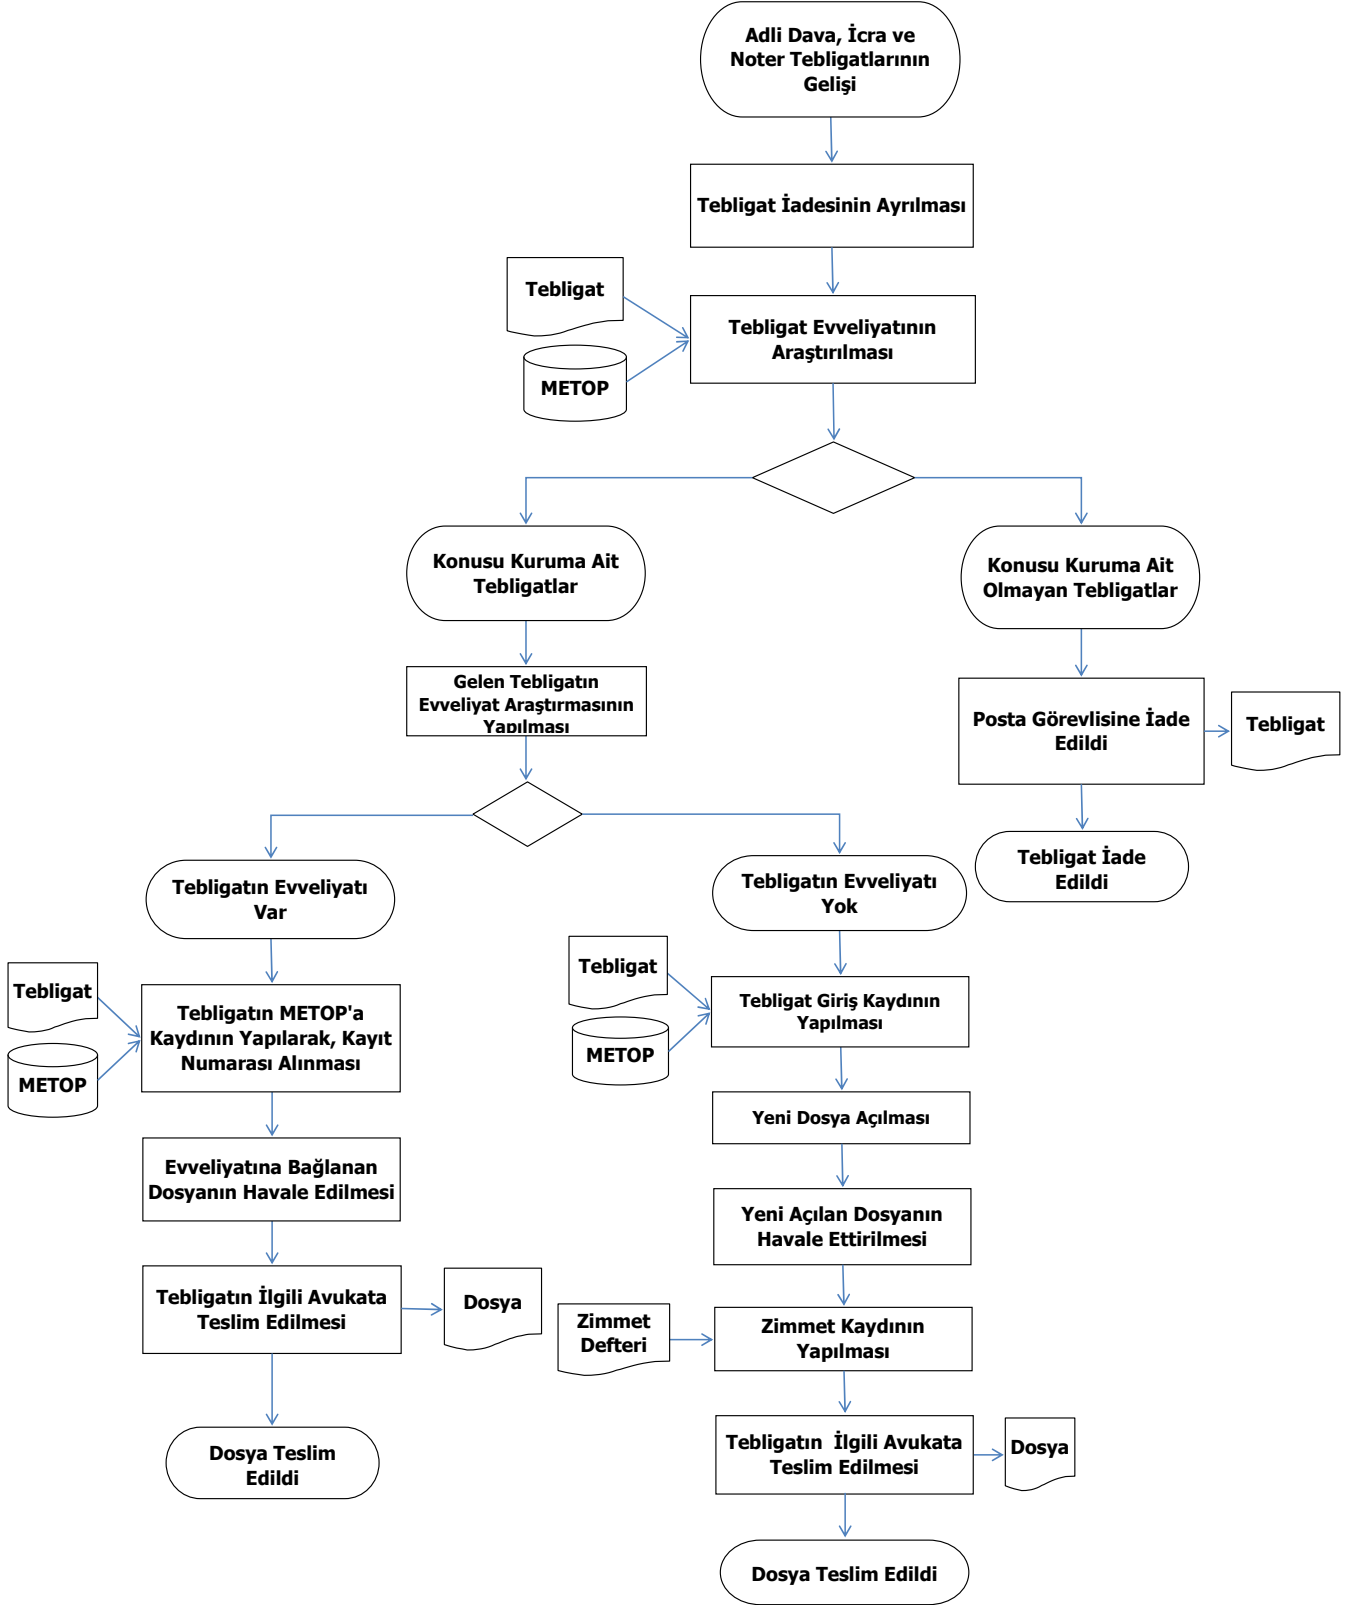 Adli Dava, İcra ve
Noter Tebligatlarının
Gelişi
Tebligat İadesinin Ayrılması
Tebligat
METOP
Tebligat Evveliyatının
Araştırılması
Konusu Kuruma Ait
Tebligatlar
Konusu Kuruma Ait
Olmayan Tebligatlar
Gelen Tebligatın
Evveliyat Araştırmasının
Yapılması
Posta Görevlisine İade
Edildi
Tebligat
Tebligat İade
Edildi
Tebligatın Evveliyatı
Var
Tebligatın Evveliyatı
Yok
Tebligat
METOP
Tebligatın METOP'a
Kaydının Yapılarak, Kayıt
Numarası Alınması
Tebligat
METOP
Tebligat Giriş Kaydının
Yapılması
Yeni Dosya Açılması
Evveliyatına Bağlanan
Dosyanın Havale Edilmesi
Yeni Açılan Dosyanın
Havale Ettirilmesi
Tebligatın İlgili Avukata
Teslim Edilmesi
Dosya
Zimmet
Defteri
Zimmet Kaydının
Yapılması
Dosya Teslim
Edildi
Tebligatın  İlgili Avukata
Teslim Edilmesi
Dosya
Dosya Teslim Edildi